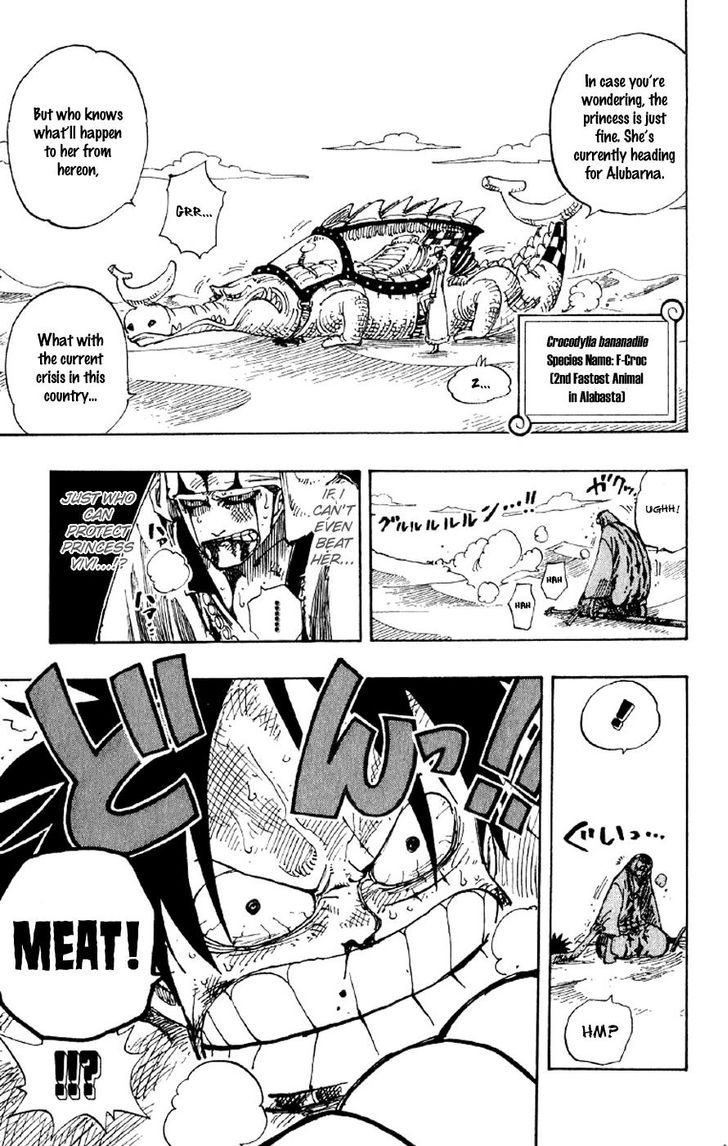 In case you're
wondering, the
princess is just
fine. She's
currently heading
for Alubarna.
But who knows
what'll happen
to her from
hereon,
GRR...
What with
the current
crisis in this
country...
Z...
Crocodylia bananadile
Species Name: F-Croc
(2nd Fastest Animal
in Alabasta)
UGHH!
ガクッ
グルルルルルン…!!
HAH
HAH
IF I
CAN'T
EVEN
BEAT
HER...
JUST WHO
CAN
PROTECT
PRINCESS
VIVI...!?
!!
ぐいっ…
HM?
どんっ!!
MEAT!
!!!?